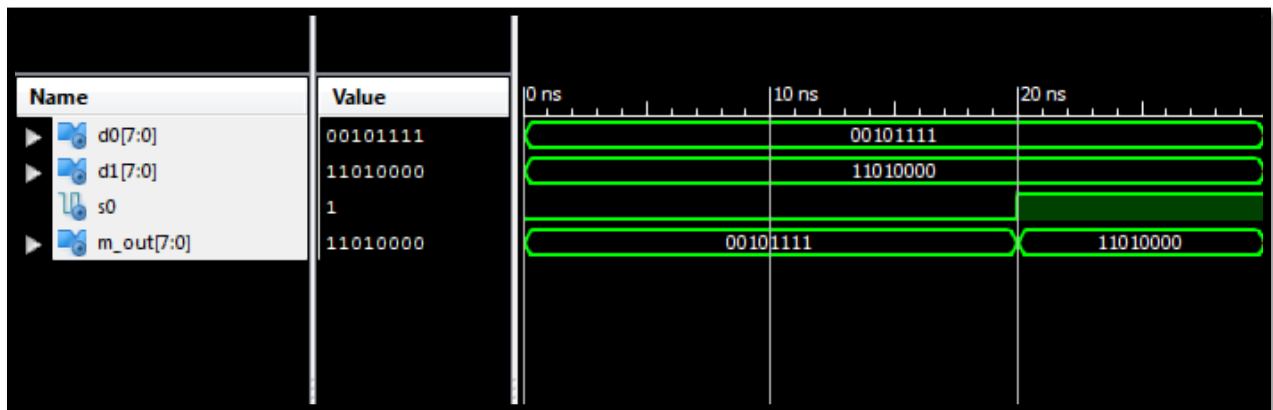 Name Value 0 ns 10 ns 20 ns
d0[7:0] 00101111 00101111
d1[7:0] 11010000 11010000
s0 1
m_out[7:0] 11010000 00101111 11010000